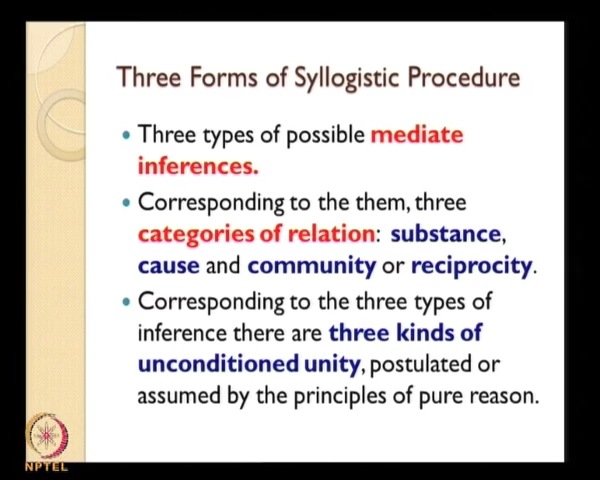 Three Forms of Syllogistic Procedure
• Three types of possible mediate
inferences.
• Corresponding to the them, three
categories of relation: substance,
cause and community or reciprocity.
• Corresponding to the three types of
inference there are three kinds of
unconditioned unity, postulated or
assumed by the principles of pure reason.
NPTEL